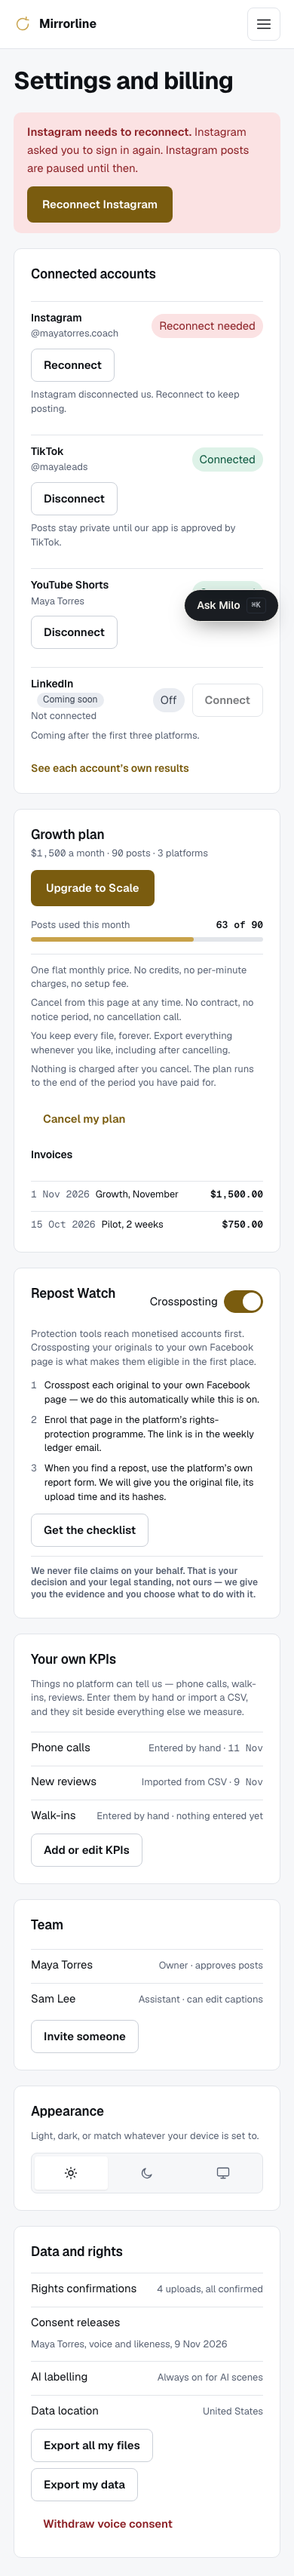 Mirrorline
Settings and billing
Instagram needs to reconnect. Instagram
asked you to sign in again. Instagram posts
are paused until then.
Reconnect Instagram
Connected accounts
Instagram
@mayatorres.coach
Reconnect needed
Reconnect
Instagram disconnected us. Reconnect to keep
posting.
TikTok
@mayaleads
Connected
Disconnect
Posts stay private until our app is approved by
TikTok.
YouTube Shorts
Maya Torres
Ask Milo ⌘K
Disconnect
LinkedIn
Coming soon
Not connected
Off
Connect
Coming after the first three platforms.
See each account's own results
Growth plan
$1,500 a month · 90 posts · 3 platforms
Upgrade to Scale
Posts used this month 63 of 90
One flat monthly price. No credits, no per-minute
charges, no setup fee.
Cancel from this page at any time. No contract, no
notice period, no cancellation call.
You keep every file, forever. Export everything
whenever you like, including after cancelling.
Nothing is charged after you cancel. The plan runs
to the end of the period you have paid for.
Cancel my plan
Invoices
1 Nov 2026 Growth, November $1,500.00
15 Oct 2026 Pilot, 2 weeks $750.00
Repost Watch
Crossposting
Protection tools reach monetised accounts first.
Crossposting your originals to your own Facebook
page is what makes them eligible in the first place.
1 Crosspost each original to your own Facebook
page — we do this automatically while this is on.
2 Enrol that page in the platform's rights-
protection programme. The link is in the weekly
ledger email.
3 When you find a repost, use the platform's own
report form. We will give you the original file, its
upload time and its hashes.
Get the checklist
We never file claims on your behalf. That is your
decision and your legal standing, not ours — we give
you the evidence and you choose what to do with it.
Your own KPIs
Things no platform can tell us — phone calls, walk-
ins, reviews. Enter them by hand or import a CSV,
and they sit beside everything else we measure.
Phone calls Entered by hand · 11 Nov
New reviews Imported from CSV · 9 Nov
Walk-ins Entered by hand · nothing entered yet
Add or edit KPIs
Team
Maya Torres Owner · approves posts
Sam Lee Assistant · can edit captions
Invite someone
Appearance
Light, dark, or match whatever your device is set to.
Data and rights
Rights confirmations 4 uploads, all confirmed
Consent releases
Maya Torres, voice and likeness, 9 Nov 2026
AI labelling Always on for AI scenes
Data location United States
Export all my files
Export my data
Withdraw voice consent